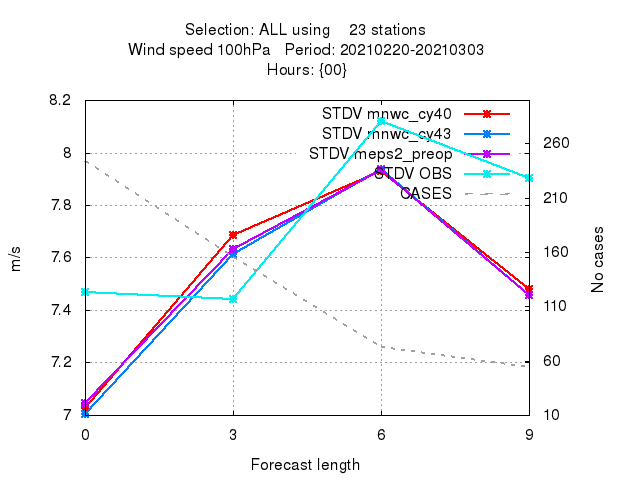 Selection: ALL using 23 stations
Wind speed 100hPa Period: 20210220-20210303
Hours: {00}
STDV mnwc_cy40
STDV mnwc_cy43
STDV meps2_preop
STDV OBS
CASES
8.2
8
7.8
7.6
7.4
7.2
7
m/s
260
210
160
110
60
10
No cases
0 3 6 9
Forecast length